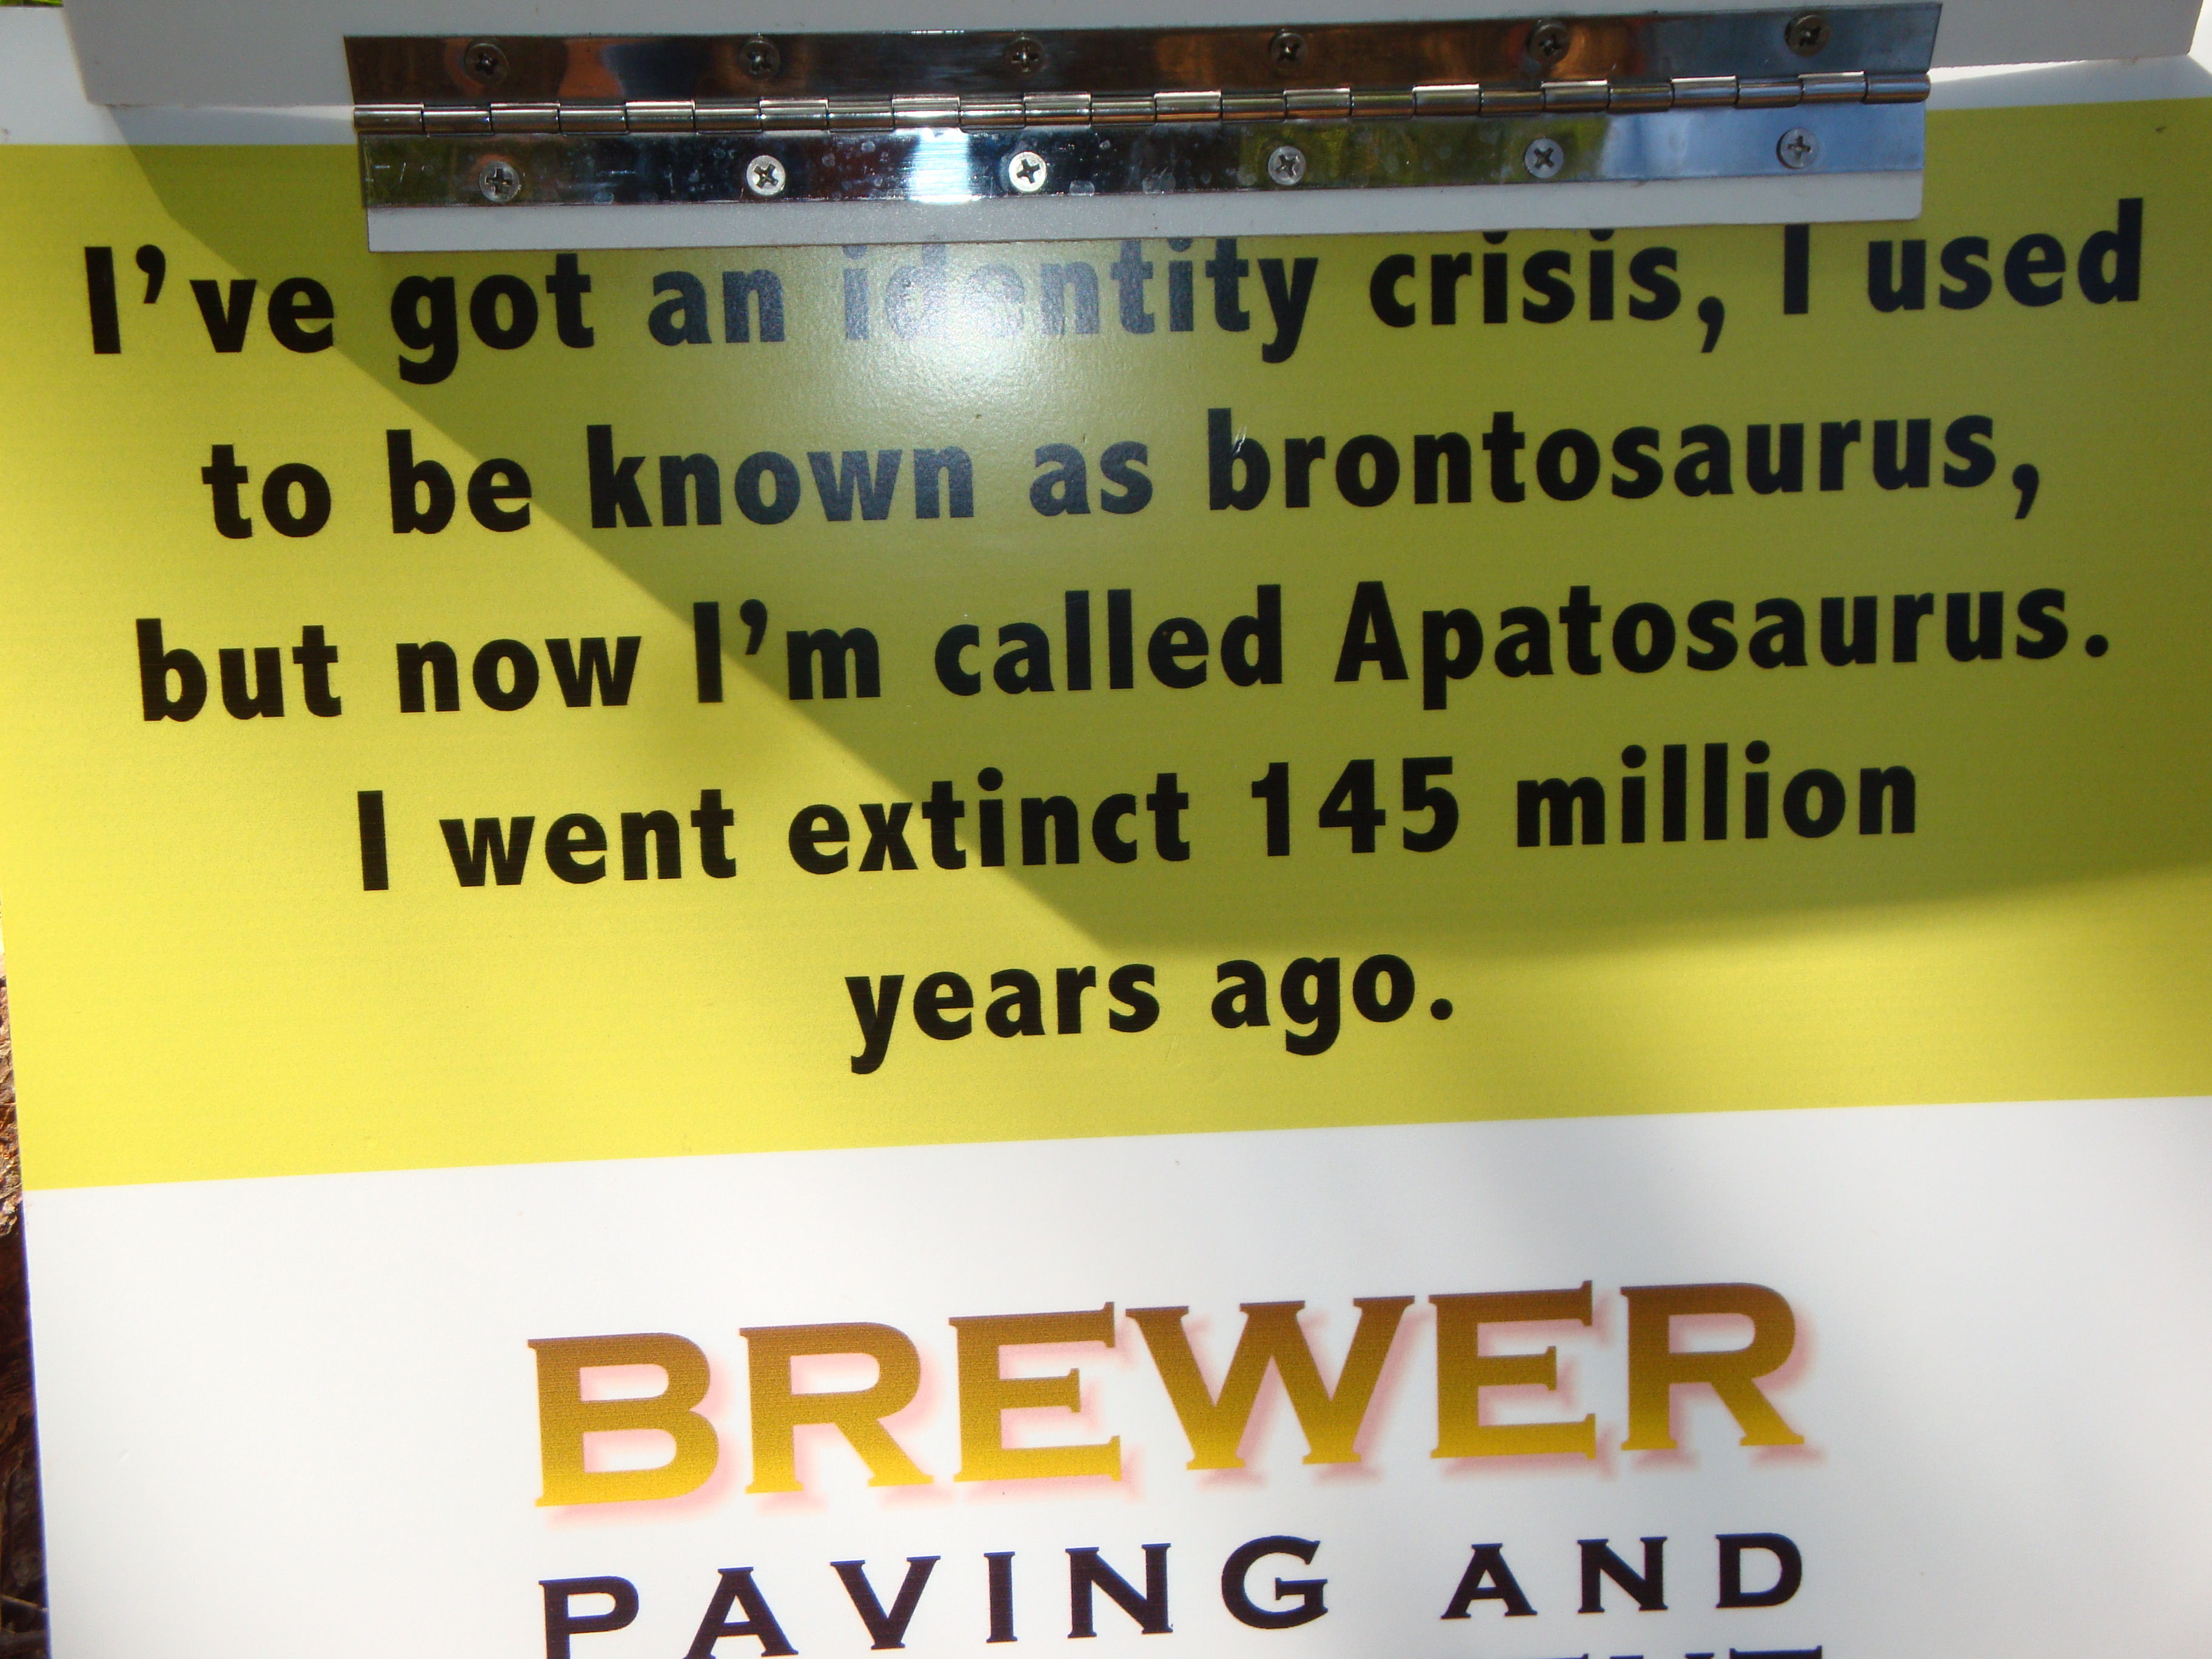 I've got an identity crisis, I used
to be known as brontosaurus,
but now I'm called Apatosaurus.
I went extinct 145 million
years ago.
BREWER
PAVING AND